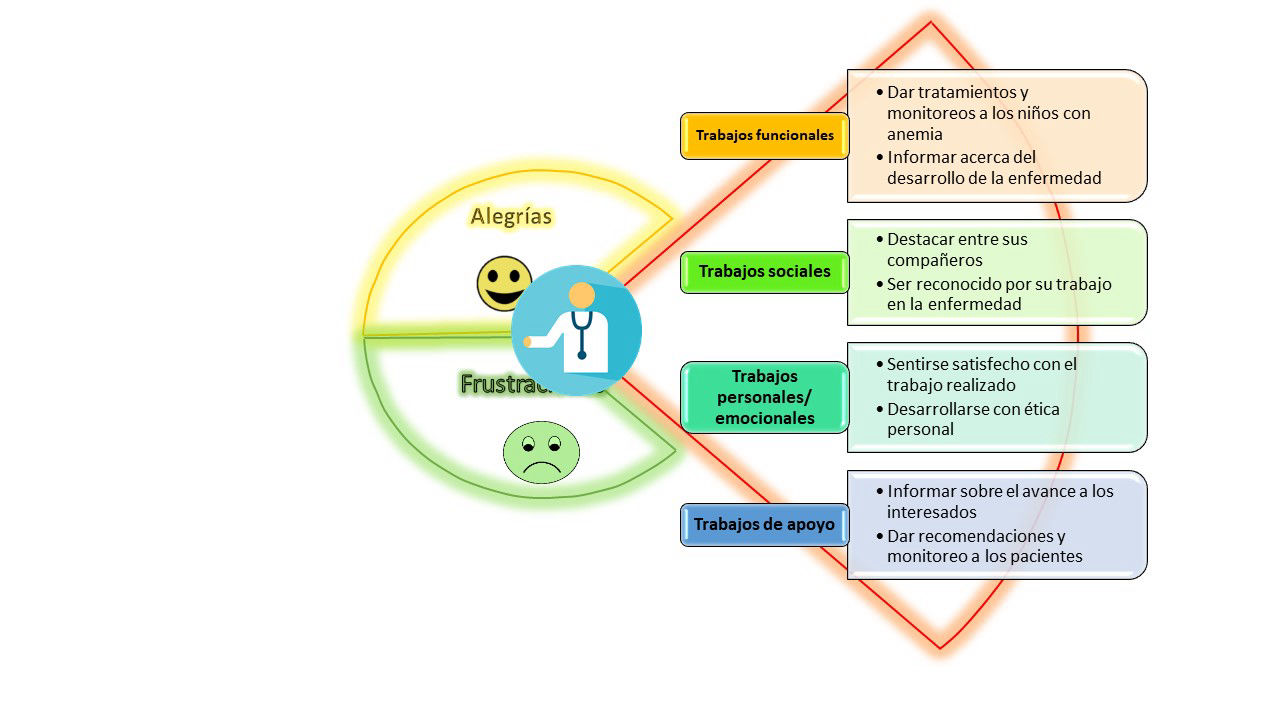 Alegrías
Trabajos funcionales
• Dar tratamientos y
monitoreos a los niños con
anemia
• Informar acerca del
desarrollo de la enfermedad
Trabajos sociales
• Destacar entre sus
compañeros
• Ser reconocido por su trabajo
en la enfermedad
Trabajos
personales/
emocionales
• Sentirse satisfecho con el
trabajo realizado
• Desarrollarse con ética
personal
Trabajos de apoyo
• Informar sobre el avance a los
interesados
• Dar recomendaciones y
monitoreo a los pacientes